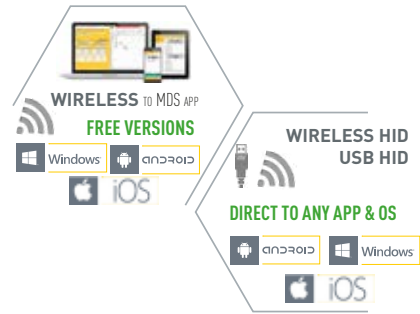 WIRELESS TO MDS APP
FREE VERSIONS
Windows
android
iOS
WIRELESS HID
USB HID
DIRECT TO ANY APP & OS
android
Windows
iOS